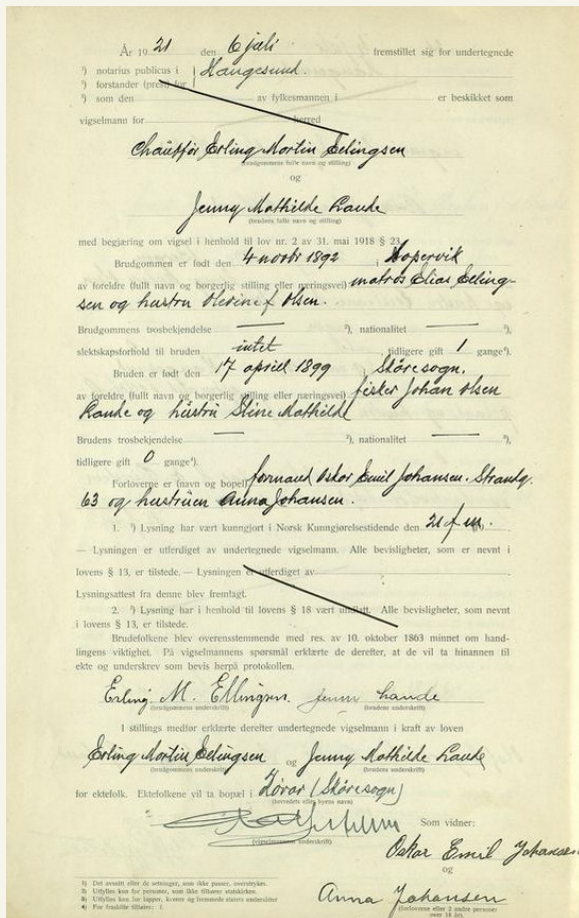 År 1921 den 6 juli fremstillet sig for undertegnede
¹) notarius publicus i Haugesund.
²) forstander (prest) for
³) som den av fylkesmannen i er beskikket som
vigselmann for herred
Chauffør Erling Mortin Ellingsen
(brudgommens fulle navn og stilling)
og
Jenny Mathilde Lande
(brudens fulle navn og stilling)
med begjæring om vigsel i henhold til lov nr. 2 av 31. mai 1918 § 23.
Brudgommen er født den 4 novbr 1892, Kopervik
av foreldre (fullt navn og borgerlig stilling eller næringsvei) matros Elias Elling-
sen og hustru Olerine f. Olsen.
Brudgommens trosbekjendelse — ²), nationalitet — ³),
slektskapsforhold til bruden intet, tidligere gift 1 gange⁴).
Bruden er født den 17 april 1899, Skåresogn.
av foreldre (fullt navn og borgerlig stilling eller næringsvei) fisker Johan Olsen
Lande og hustru Stine Mathilde
Brudens trosbekjendelse — ²), nationalitet — ³),
tidligere gift 0 gange⁴).
Forloverne er (navn og bopel) formand Oskar Emil Johansen. Strandg.
63 og hustruen Anna Johansen.
1. ¹) Lysning har vært kunngjort i Norsk Kunngjørelsestidende den 21 f.m.
— Lysningen er utferdiget av undertegnede vigselmann. Alle bevisligheter, som er nevnt i
lovens § 13, er tilstede. — Lysningen er utferdiget av
Lysningsattest fra denne blev fremlagt.
2. ¹) Lysning har i henhold til lovens § 18 vært undlatt. Alle bevisligheter, som nevnt
i lovens § 13, er tilstede.
Brudefolkene blev overensstemmende med res. av 10. oktober 1863 minnet om hand-
lingens viktighet. På vigselmannens spørsmål erklærte de derefter, at de vil ta hinannen til
ekte og underskrev som bevis herpå protokollen.
Erling M. Ellingsen. Jenny Lande
(brudgommens underskrift) (brudens underskrift)
I stillings medfør erklærte derefter undertegnede vigselmann i kraft av loven
Erling Mortin Ellingsen og Jenny Mathilde Lande
(brudgommens underskrift) (brudens underskrift)
for ektefolk. Ektefolkene vil ta bopæl i Zovar (Skåresogn)
(herredets eller byens navn)
Som vidner:
(vigselmannens underskrift)
Oskar Emil Johansen
og
Anna Johansen
(forloverne eller 2 andre personer
over 18 år).
¹) Det avsnitt eller de setninger, som ikke passer, overstrykes.
²) Utfylles kun for personer, som ikke tilhører statskirken.
³) Utfylles kun for lapper, kvener og fremmede staters undersåtter
⁴) For fraskilte tilføies: f.